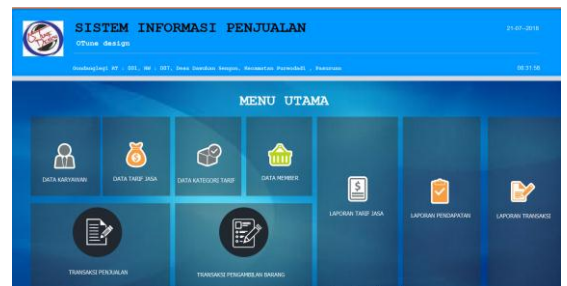 SISTEM INFORMASI PENJUALAN
OTune design
21-07-2018
08:31:56
MENU UTAMA
DATA KARYAWAN
DATA TARIF JASA
DATA KATEGORI TARIF
DATA MEMBER
LAPORAN TARIF JASA
LAPORAN PENDAPATAN
LAPORAN TRANSAKSI
TRANSAKSI PENJUALAN
TRANSAKSI PENGAMBILAN BARANG